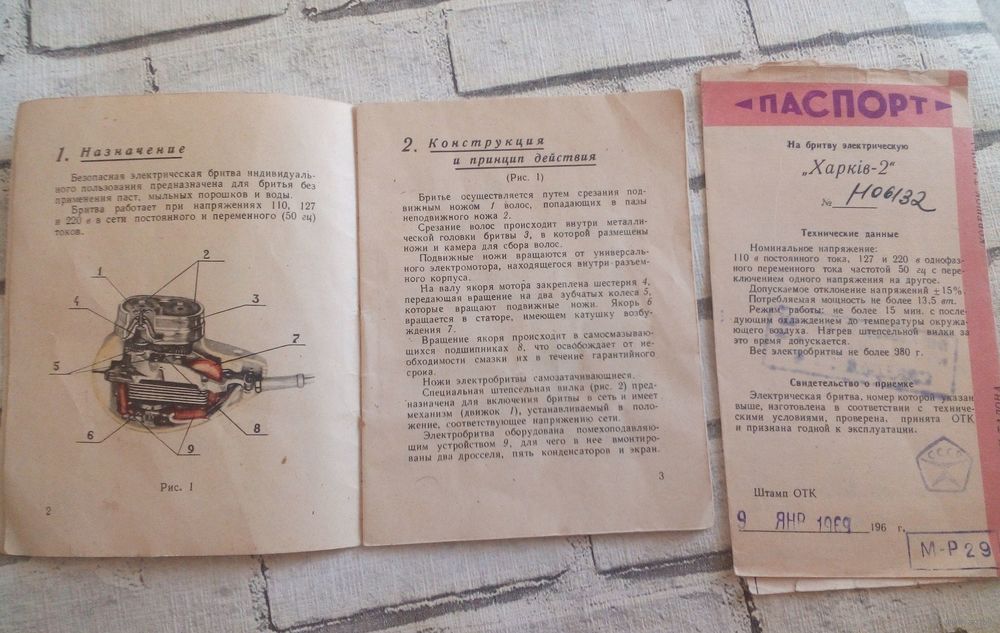 1. Назначение
Безопасная электрическая бритва индивидуаль-
ного пользования предназначена для бритья без
применения паст, мыльных порошков и воды.
Бритва работает при напряжениях 110, 127
и 220 в в сети постоянного и переменного (50 гц)
токов.
1
2
4
3
5
7
6
8
9
Рис. 1
2
2. Конструкция
и принцип действия
(Рис. 1)
Бритье осуществляется путем срезания под-
вижным ножом 1 волос, попадающих в пазы
неподвижного ножа 2.
Срезание волос происходит внутри металли-
ческой головки бритвы 3, в которой размещены
ножи и камера для сбора волос.
Подвижные ножи вращаются от универсаль-
ного электромотора, находящегося внутри разъем-
ного корпуса.
На валу якоря мотора закреплена шестерня 4,
передающая вращение на два зубчатых колеса 5,
которые вращают подвижные ножи. Якорь 6
вращается в статоре, имеющем катушку возбу-
ждения 7.
Вращение якоря происходит в самосмазываю-
щихся подшипниках 8, что освобождает от не-
обходимости смазки их в течение гарантийного
срока.
Ножи электробритвы самозатачивающиеся.
Специальная штепсельная вилка (рис. 2) пред-
назначена для включения бритвы в сеть и имеет
механизм (движок 1), устанавливаемый в поло-
жение, соответствующее напряжению сети.
Электробритва оборудована помехоподавляю-
щим устройством 9, для чего в нее вмонтиро-
ваны два дросселя, пять конденсаторов и экран.
3
ПАСПОРТ
На бритву электрическую
„Харків-2“
№ Н06132
Технические данные
Номинальное напряжение:
110 в постоянного тока, 127 и 220 в однофаз-
ного переменного тока частотой 50 гц с пере-
ключением одного напряжения на другое.
Допускаемое отклонение напряжений ±15%.
Потребляемая мощность не более 13,5 вт.
Режим работы: не более 15 мин. с после-
дующим охлаждением до температуры окружа-
ющего воздуха. Нагрев штепсельной вилки за
это время допускается.
Вес электробритвы не более 380 г.
Свидетельство о приемке
Электрическая бритва, номер которой указан
выше, изготовлена в соответствии с техниче-
скими условиями, проверена, принята ОТК
и признана годной к эксплуатации.
СССР
Штамп ОТК
9 ЯНР 1969 196 г.
М-Р29